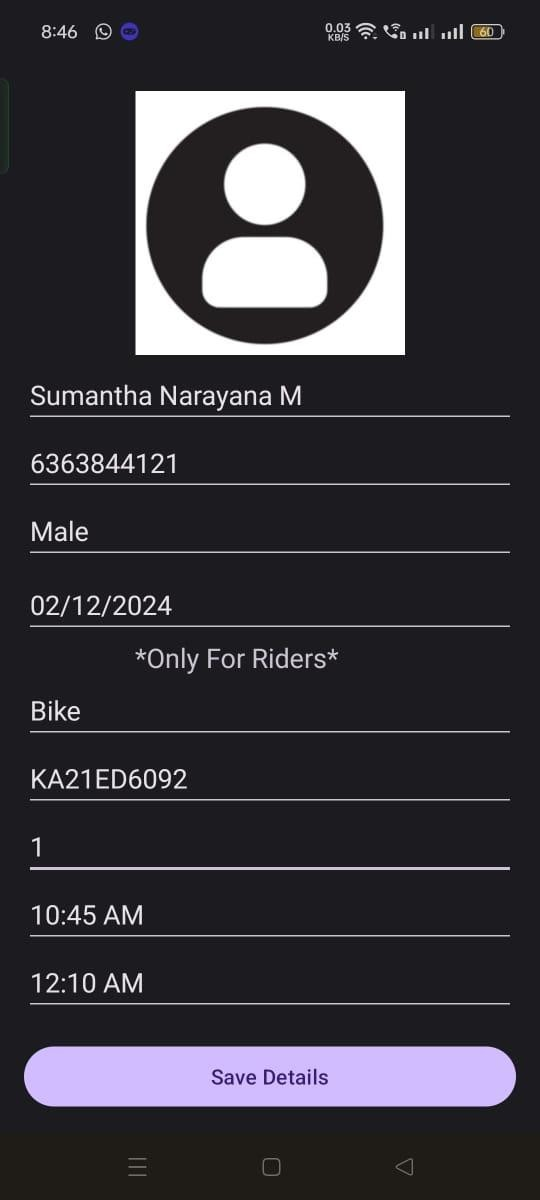 8:46
0.03
KB/S
60
Sumantha Narayana M
6363844121
Male
02/12/2024
*Only For Riders*
Bike
KA21ED6092
1
10:45 AM
12:10 AM
Save Details